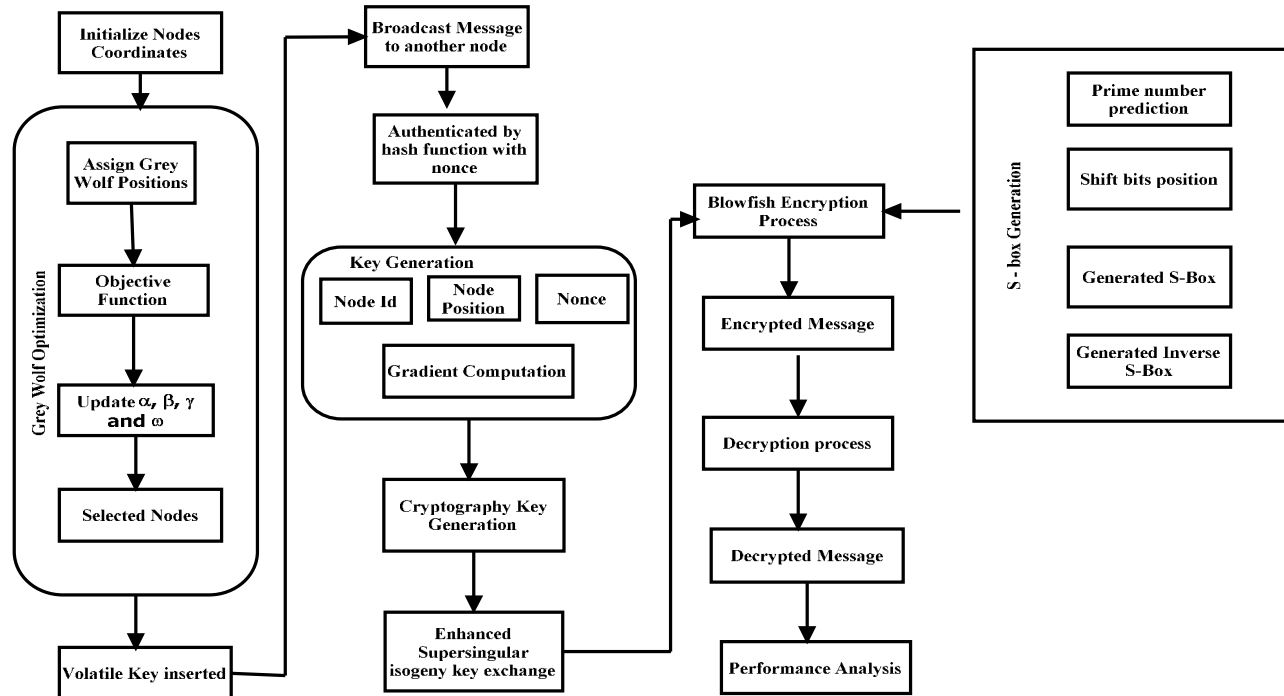 Initialize Nodes
Coordinates
Grey Wolf Optimization
Assign Grey
Wolf Positions
Objective
Function
Update α, β, γ
and ω
Selected Nodes
Volatile Key inserted
Broadcast Message
to another node
Authenticated by
hash function with
nonce
Key Generation
Node Id
Node
Position
Nonce
Gradient Computation
Cryptography Key
Generation
Enhanced
Supersingular
isogeny key exchange
Blowfish Encryption
Process
Encrypted Message
Decryption process
Decrypted Message
Performance Analysis
S - box Generation
Prime number
prediction
Shift bits position
Generated S-Box
Generated Inverse
S-Box